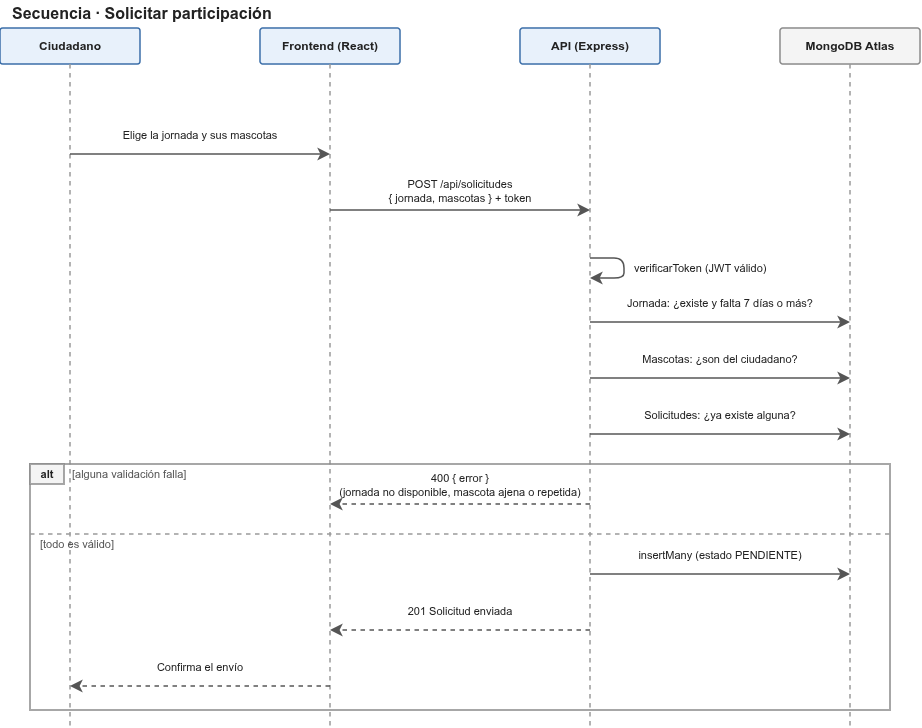 Secuencia · Solicitar participación
Ciudadano
Frontend (React)
API (Express)
MongoDB Atlas
Elige la jornada y sus mascotas
POST /api/solicitudes
{ jornada, mascotas } + token
verificarToken (JWT válido)
Jornada: ¿existe y falta 7 días o más?
Mascotas: ¿son del ciudadano?
Solicitudes: ¿ya existe alguna?
alt
[alguna validación falla]
400 { error }
(jornada no disponible, mascota ajena o repetida)
[todo es válido]
insertMany (estado PENDIENTE)
201 Solicitud enviada
Confirma el envío